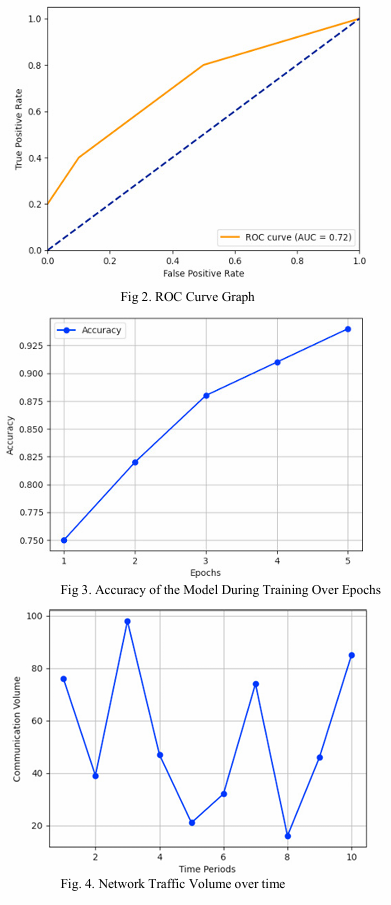 1.0
0.8
0.6
0.4
0.2
0.0
True Positive Rate
ROC curve (AUC = 0.72)
0.0 0.2 0.4 0.6 0.8 1.0
False Positive Rate
Fig 2. ROC Curve Graph
Accuracy
0.925
0.900
0.875
0.850
0.825
0.800
0.775
0.750
Accuracy
1 2 3 4 5
Epochs
Fig 3. Accuracy of the Model During Training Over Epochs
100
80
60
40
20
Communication Volume
2 4 6 8 10
Time Periods
Fig. 4. Network Traffic Volume over time